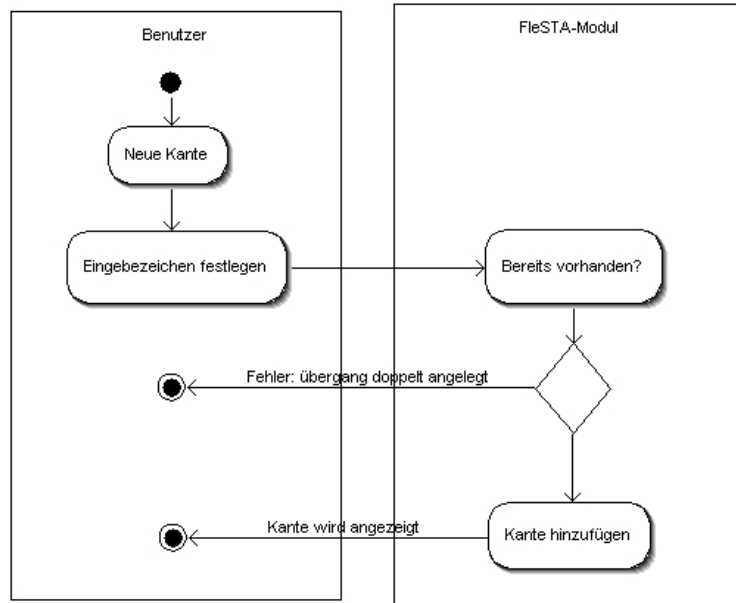 Benutzer
FleSTA-Modul
Neue Kante
Eingebezeichen festlegen
Bereits vorhanden?
Fehler: übergang doppelt angelegt
Kante wird angezeigt
Kante hinzufügen